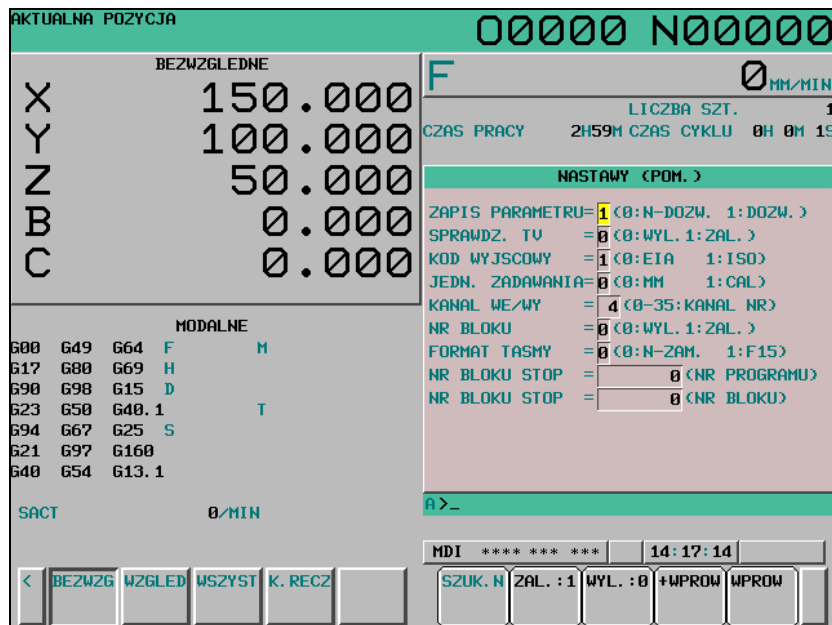 AKTUALNA POZYCJA
O0000 N00000
BEZWZGLEDNE
X 150.000
Y 100.000
Z 50.000
B 0.000
C 0.000
F 0 MM/MIN
LICZBA SZT. 1
CZAS PRACY 2H59M CZAS CYKLU 0H 0M 1S
NASTAWY (POM.)
ZAPIS PARAMETRU= 1 (0:N-DOZW. 1:DOZW.)
SPRAWDZ. TV = 0 (0:WYL. 1:ZAL.)
KOD WYJSCOWY = 1 (0:EIA 1:ISO)
JEDN. ZADAWANIA= 0 (0:MM 1:CAL)
KANAL WE/WY = 4 (0-35:KANAL NR)
NR BLOKU = 0 (0:WYL. 1:ZAL.)
FORMAT TASMY = 0 (0:N-ZAM. 1:F15)
NR BLOKU STOP = 0 (NR PROGRAMU)
NR BLOKU STOP = 0 (NR BLOKU)
MODALNE
G00 G49 G64 F M
G17 G80 G69 H
G90 G98 G15 D
G23 G50 G40.1 T
G94 G67 G25 S
G21 G97 G160
G40 G54 G13.1
SACT 0/MIN
A>_
MDI **** *** *** 14:17:14
< BEZWZG WZGLED WSZYST K.RECZ
SZUK.N ZAL.:1 WYL.:0 +WPROW WPROW